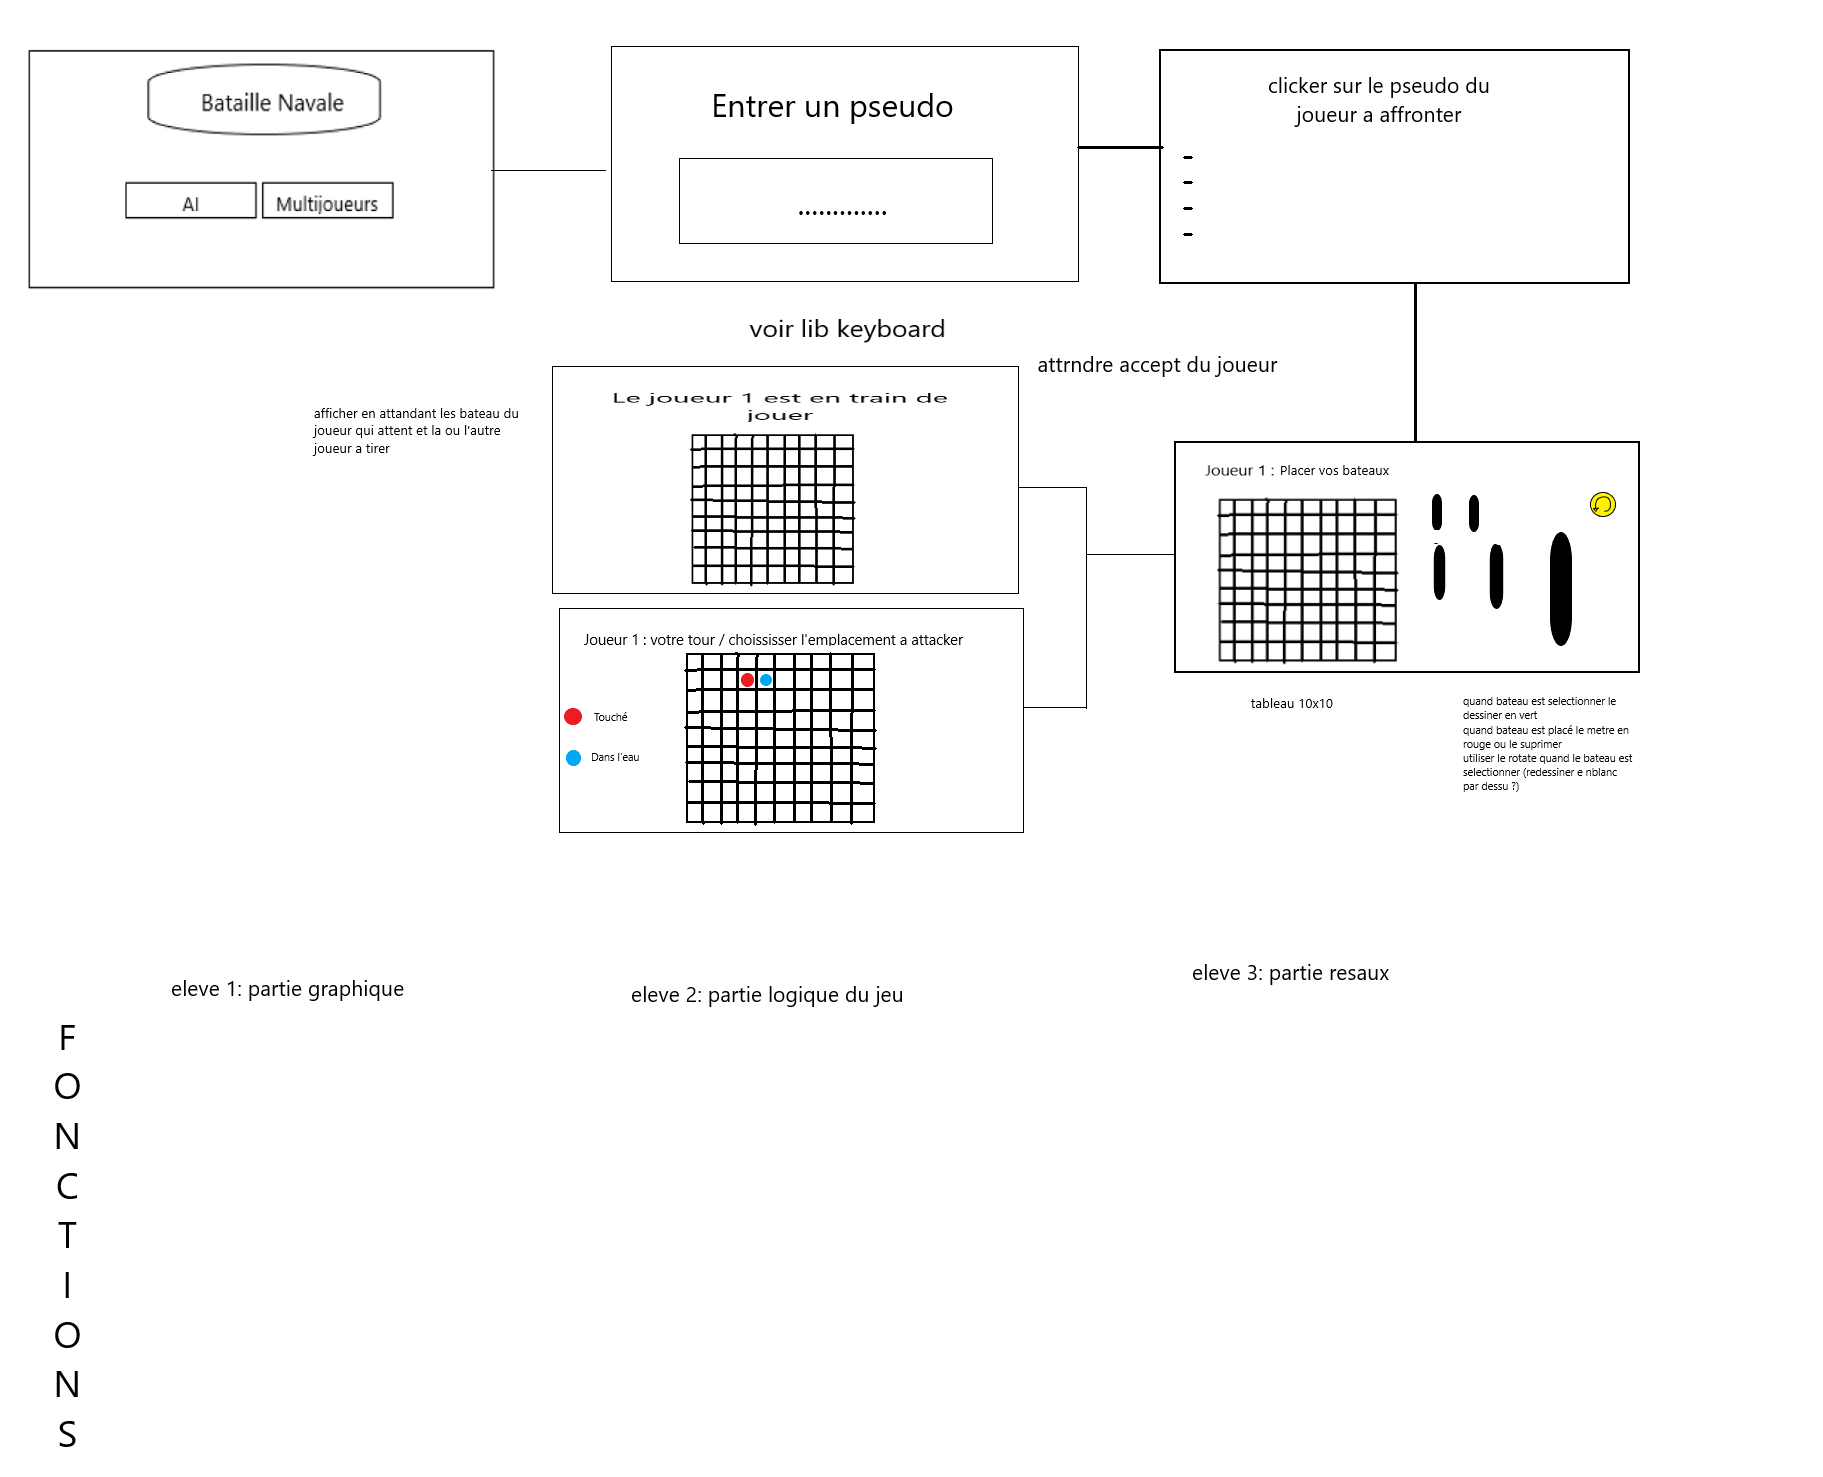 Bataille Navale
AI
Multijoueurs
Entrer un pseudo
.............
clicker sur le pseudo du
joueur a affronter
-
-
-
-
voir lib keyboard
attrndre accept du joueur
afficher en attandant les bateau du
joueur qui attent et la ou l'autre
joueur a tirer
Le joueur 1 est en train de
jouer
Joueur 1 : Placer vos bateaux
Joueur 1 : votre tour / choississer l'emplacement a attacker
Touché
Dans l'eau
tableau 10x10
quand bateau est selectionner le
dessiner en vert
quand bateau est placé le metre en
rouge ou le suprimer
utiliser le rotate quand le bateau est
selectionner (redessiner e nblanc
par dessu ?)
eleve 1: partie graphique
eleve 2: partie logique du jeu
eleve 3: partie resaux
F
O
N
C
T
I
O
N
S